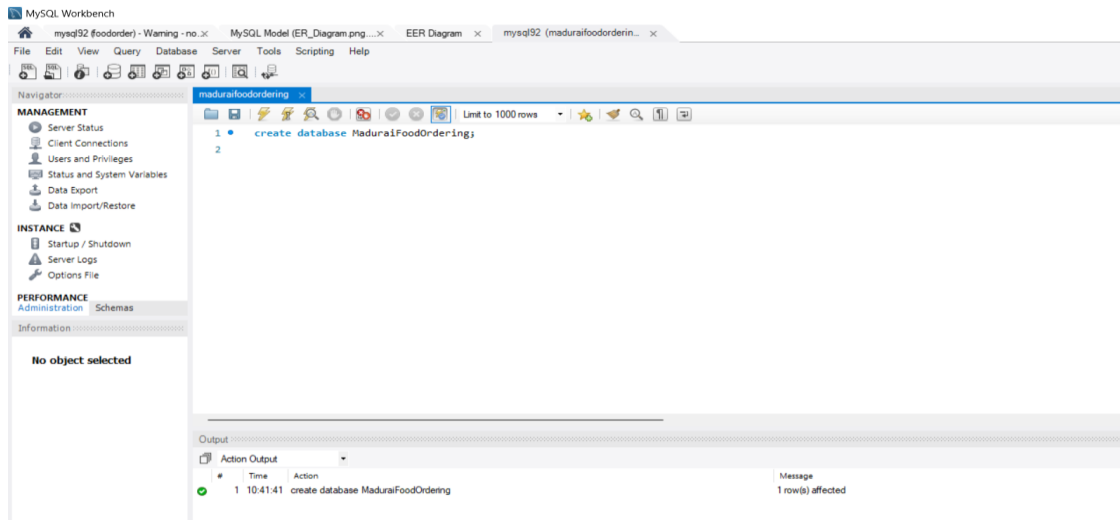 MySQL Workbench
mysql92 (foodorder) - Warning - no... MySQL Model (ER_Diagram.png.... EER Diagram mysql92 (maduraifoodorderin...
File Edit View Query Database Server Tools Scripting Help
Navigator
maduraifoodordering
MANAGEMENT
Server Status
Client Connections
Users and Privileges
Status and System Variables
Data Export
Data Import/Restore
INSTANCE
Startup / Shutdown
Server Logs
Options File
PERFORMANCE
Administration Schemas
Information
No object selected
Limit to 1000 rows
1 create database MaduraiFoodOrdering;
2
Output
Action Output
# Time Action Message
1 10:41:41 create database MaduraiFoodOrdering 1 row(s) affected